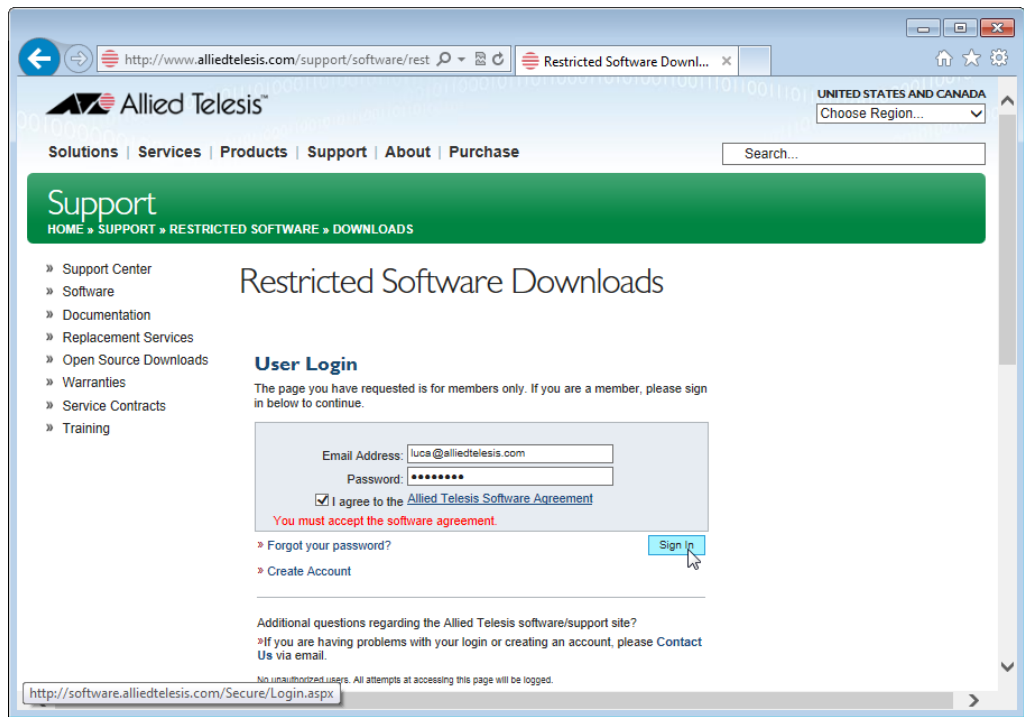 http://www.alliedtelesis.com/support/software/rest
Restricted Software Downl...
Allied Telesis™
UNITED STATES AND CANADA
Choose Region...
Solutions | Services | Products | Support | About | Purchase
Search...
Support
HOME » SUPPORT » RESTRICTED SOFTWARE » DOWNLOADS
» Support Center
» Software
» Documentation
» Replacement Services
» Open Source Downloads
» Warranties
» Service Contracts
» Training
Restricted Software Downloads
User Login
The page you have requested is for members only. If you are a member, please sign
in below to continue.
Email Address: luca@alliedtelesis.com
Password: ••••••••
I agree to the Allied Telesis Software Agreement
You must accept the software agreement.
» Forgot your password?
Sign In
» Create Account
Additional questions regarding the Allied Telesis software/support site?
»If you are having problems with your login or creating an account, please Contact
Us via email.
No unauthorized users. All attempts at accessing this page will be logged.
http://software.alliedtelesis.com/Secure/Login.aspx